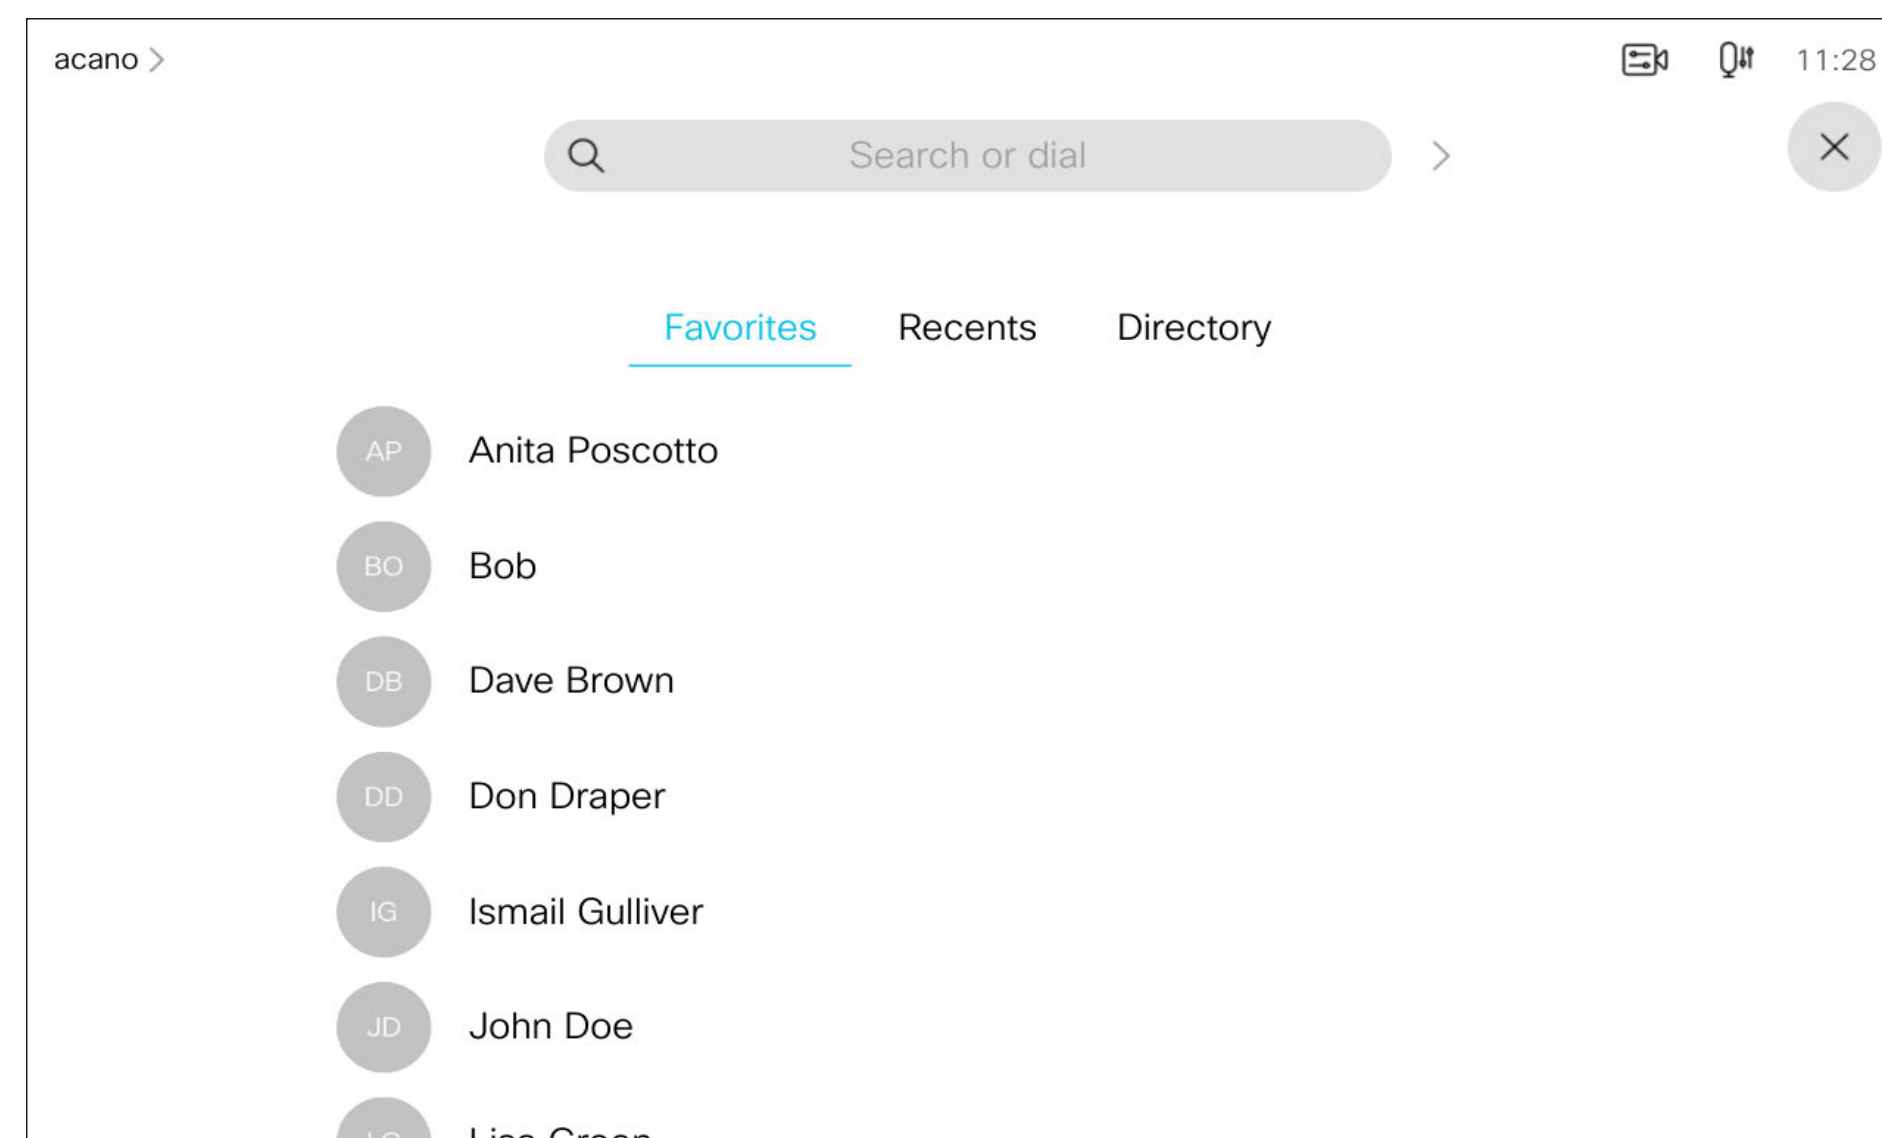 acano
11:28
Search or dial
Favorites Recents Directory
AP Anita Poscotto
BO Bob
DB Dave Brown
DD Don Draper
IG Ismail Gulliver
JD John Doe